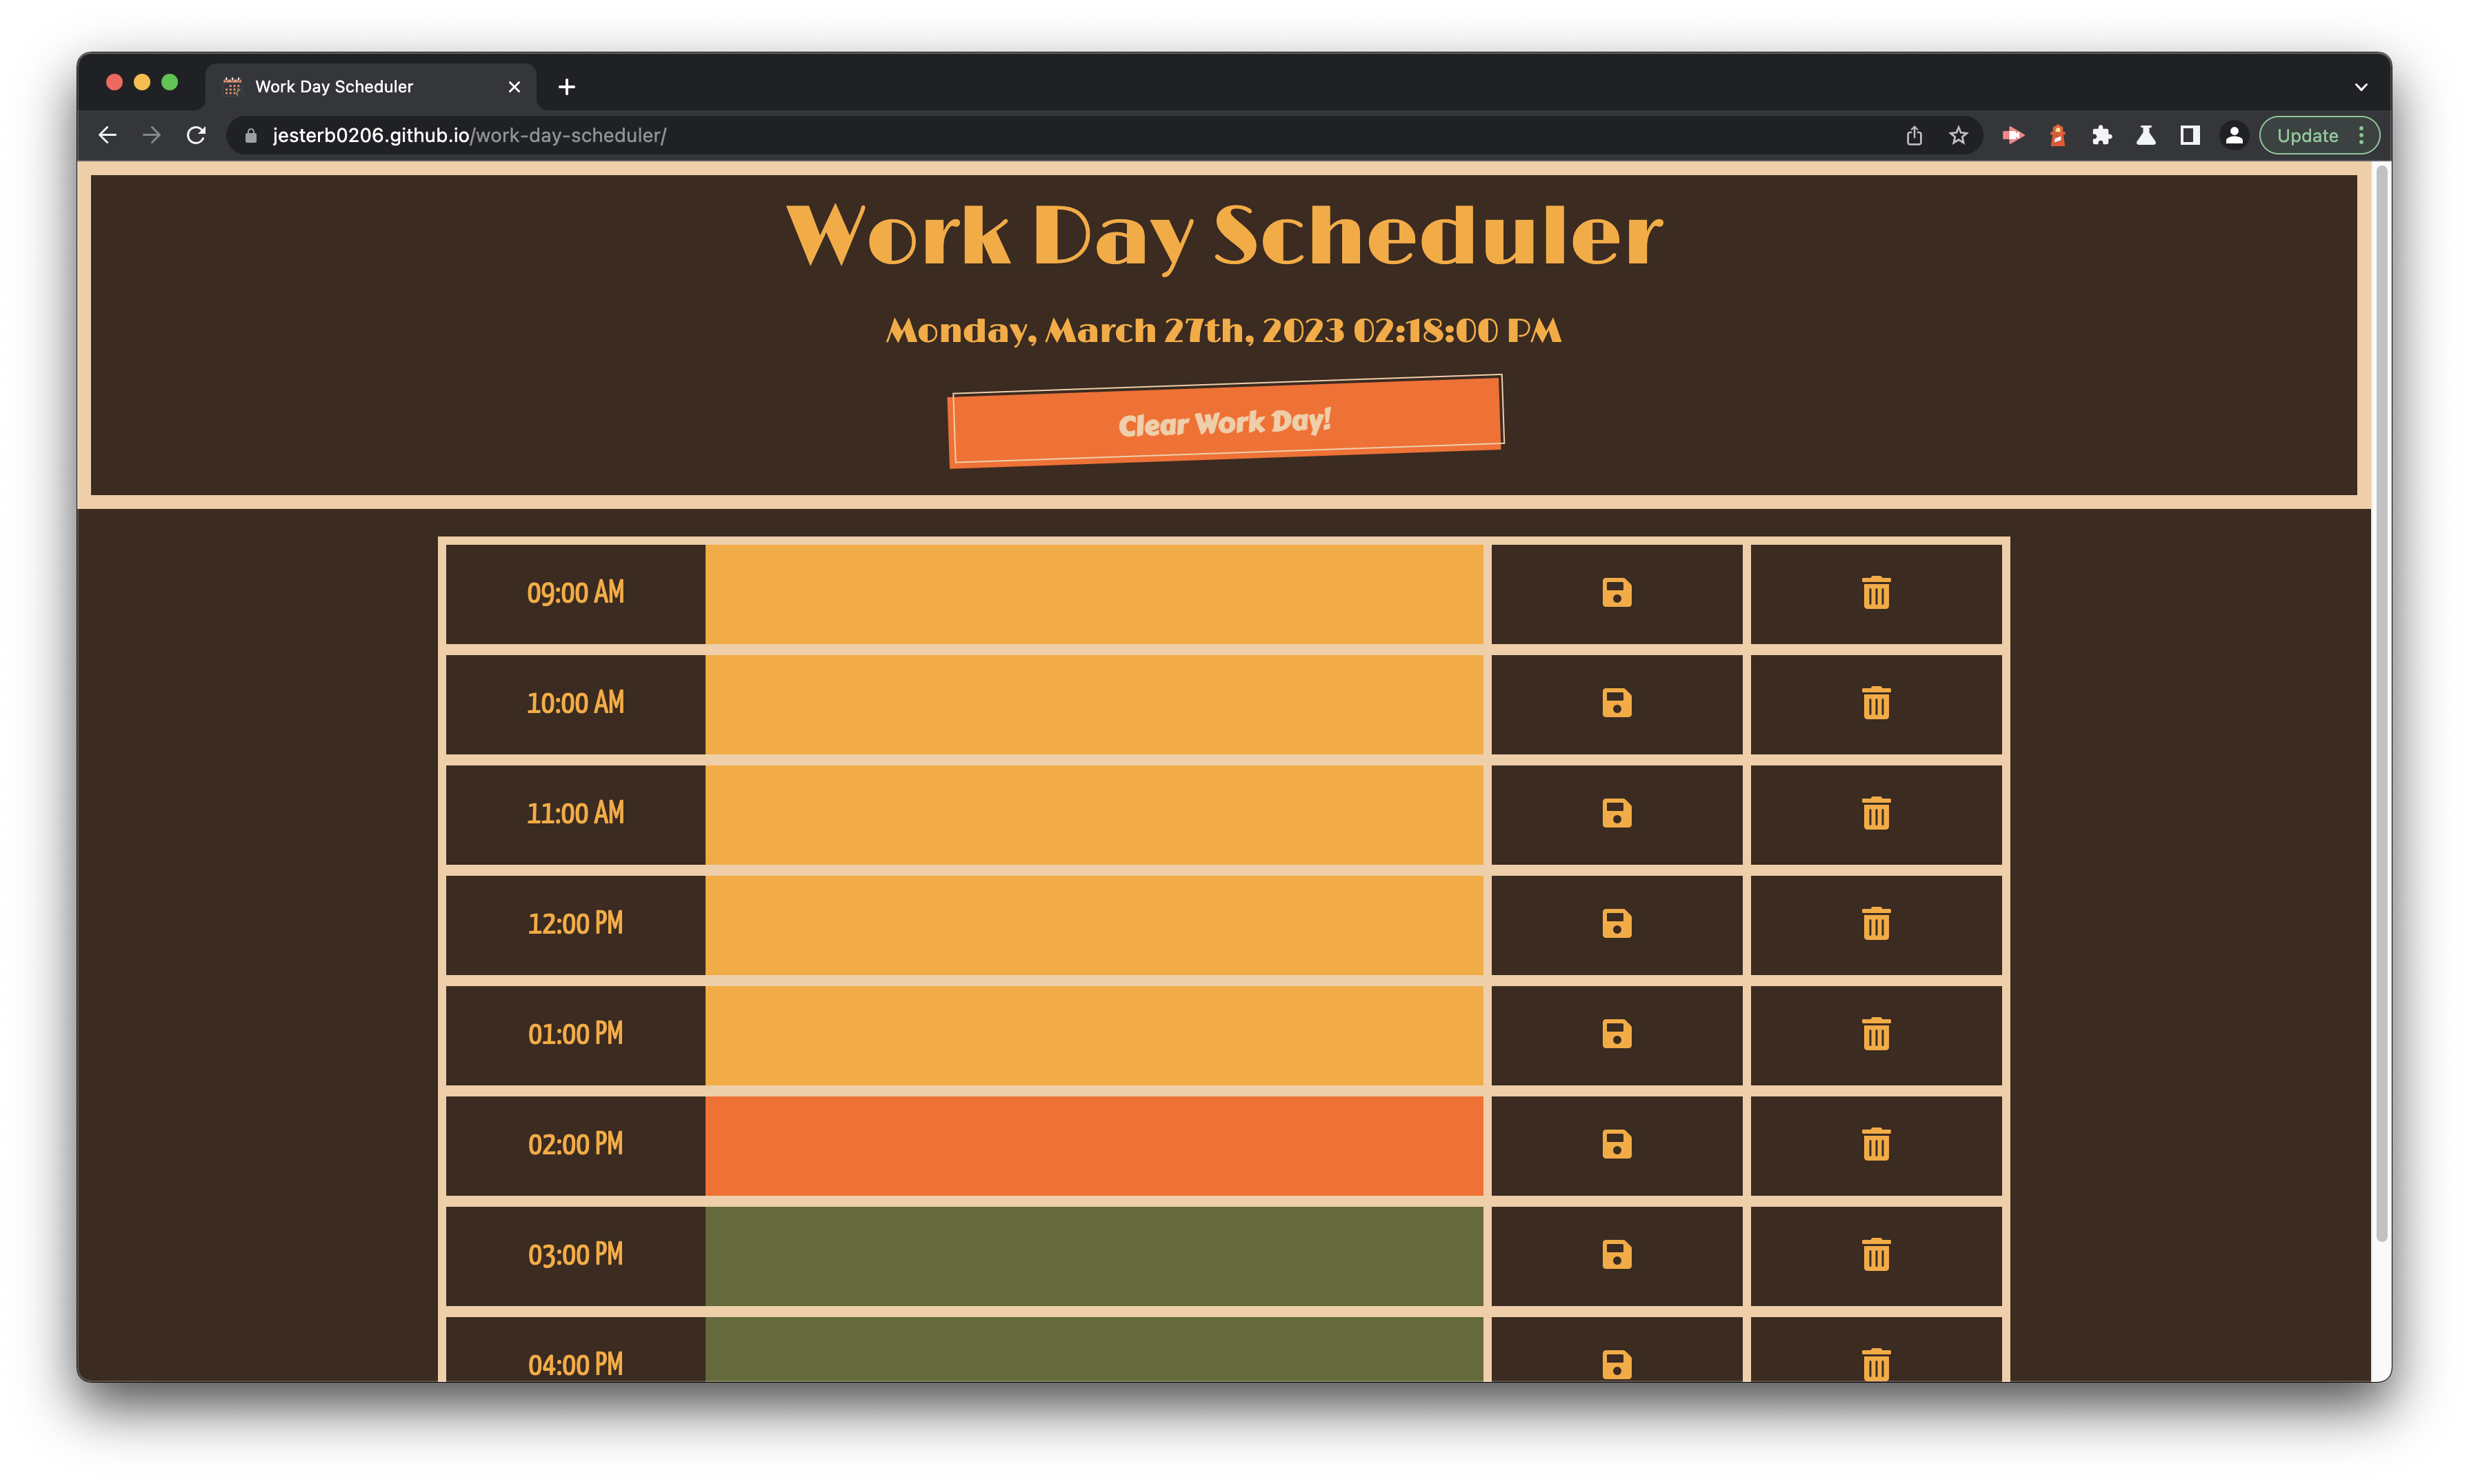 Work Day Scheduler
jesterb0206.github.io/work-day-scheduler/
Update
Work Day Scheduler
Monday, March 27th, 2023 02:18:00 PM
Clear Work Day!
09:00 AM
10:00 AM
11:00 AM
12:00 PM
01:00 PM
02:00 PM
03:00 PM
04:00 PM